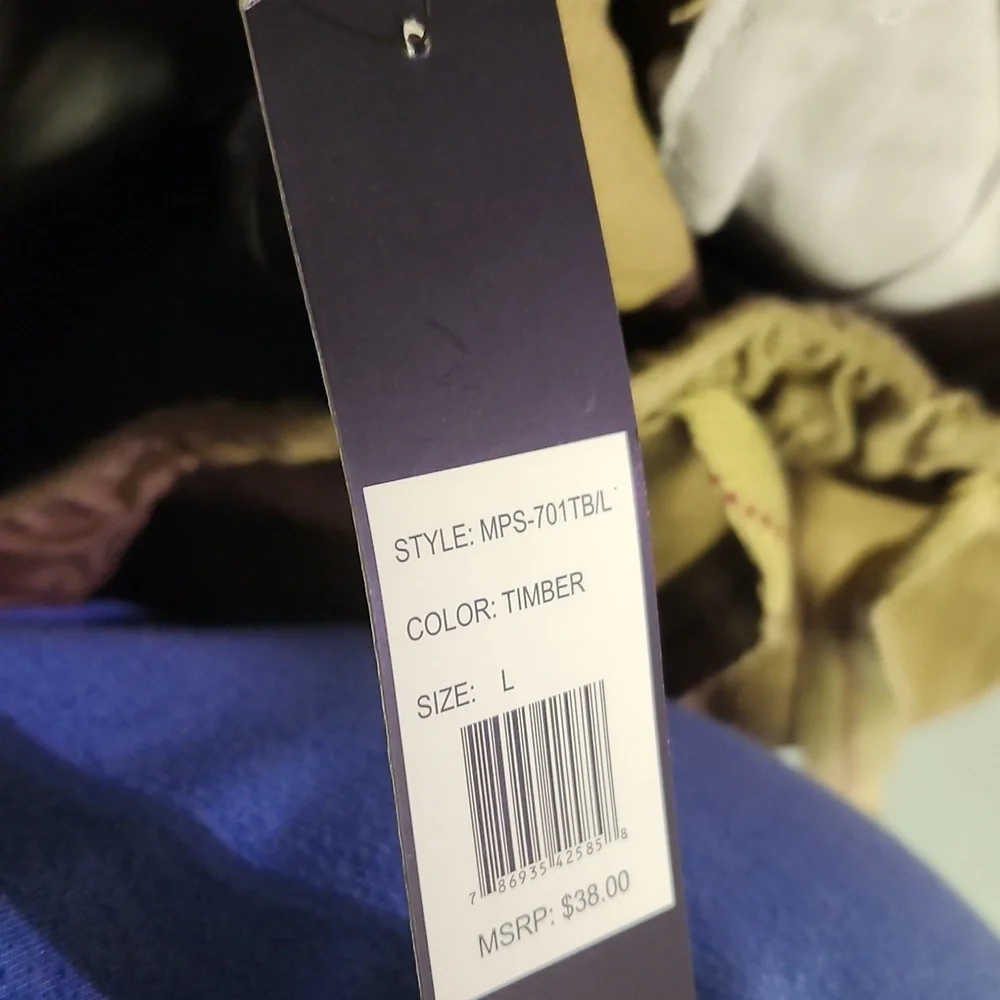 STYLE: MPS-701TB/L
COLOR: TIMBER
SIZE: L
7 86935 42585 8
MSRP: $38.00